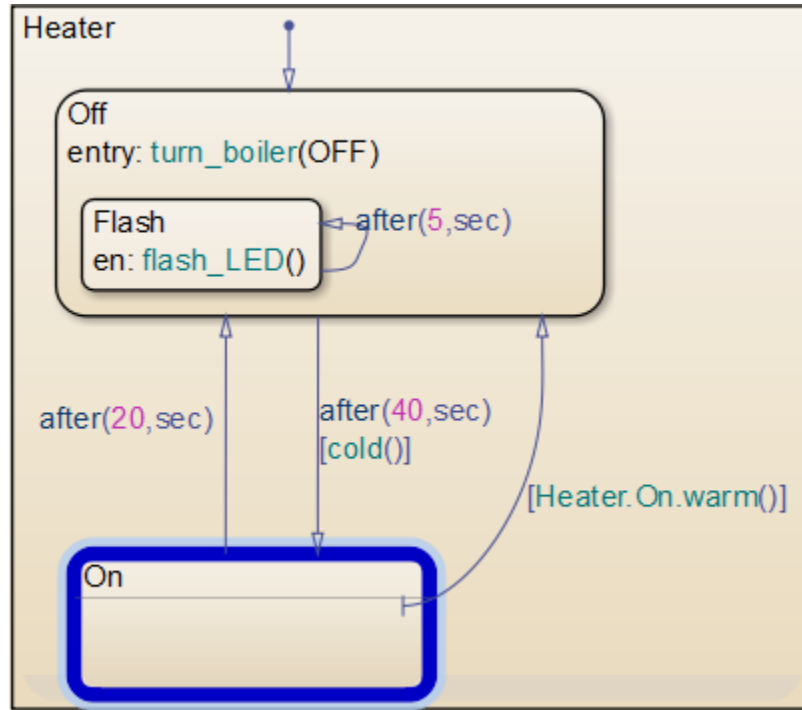 Heater
Off
entry: turn_boiler(OFF)
Flash
en: flash_LED()
after(5,sec)
after(20,sec)
after(40,sec)
[cold()]
[Heater.On.warm()]
On